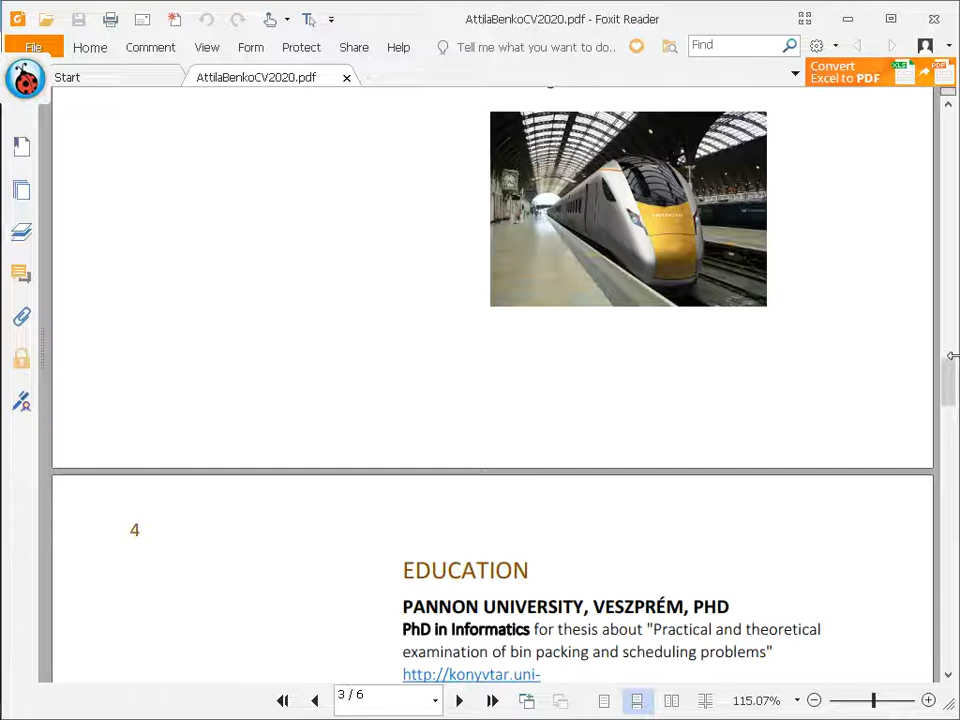 AttilaBenkoCV2020.pdf - Foxit Reader
File Home Comment View Form Protect Share Help Tell me what you want to do.. Find
Start AttilaBenkoCV2020.pdf
Convert
Excel to PDF
XLS PDF
4
EDUCATION
PANNON UNIVERSITY, VESZPRÉM, PHD
PhD in Informatics for thesis about "Practical and theoretical
examination of bin packing and scheduling problems"
http://konyvtar.uni-
3 / 6 115.07%